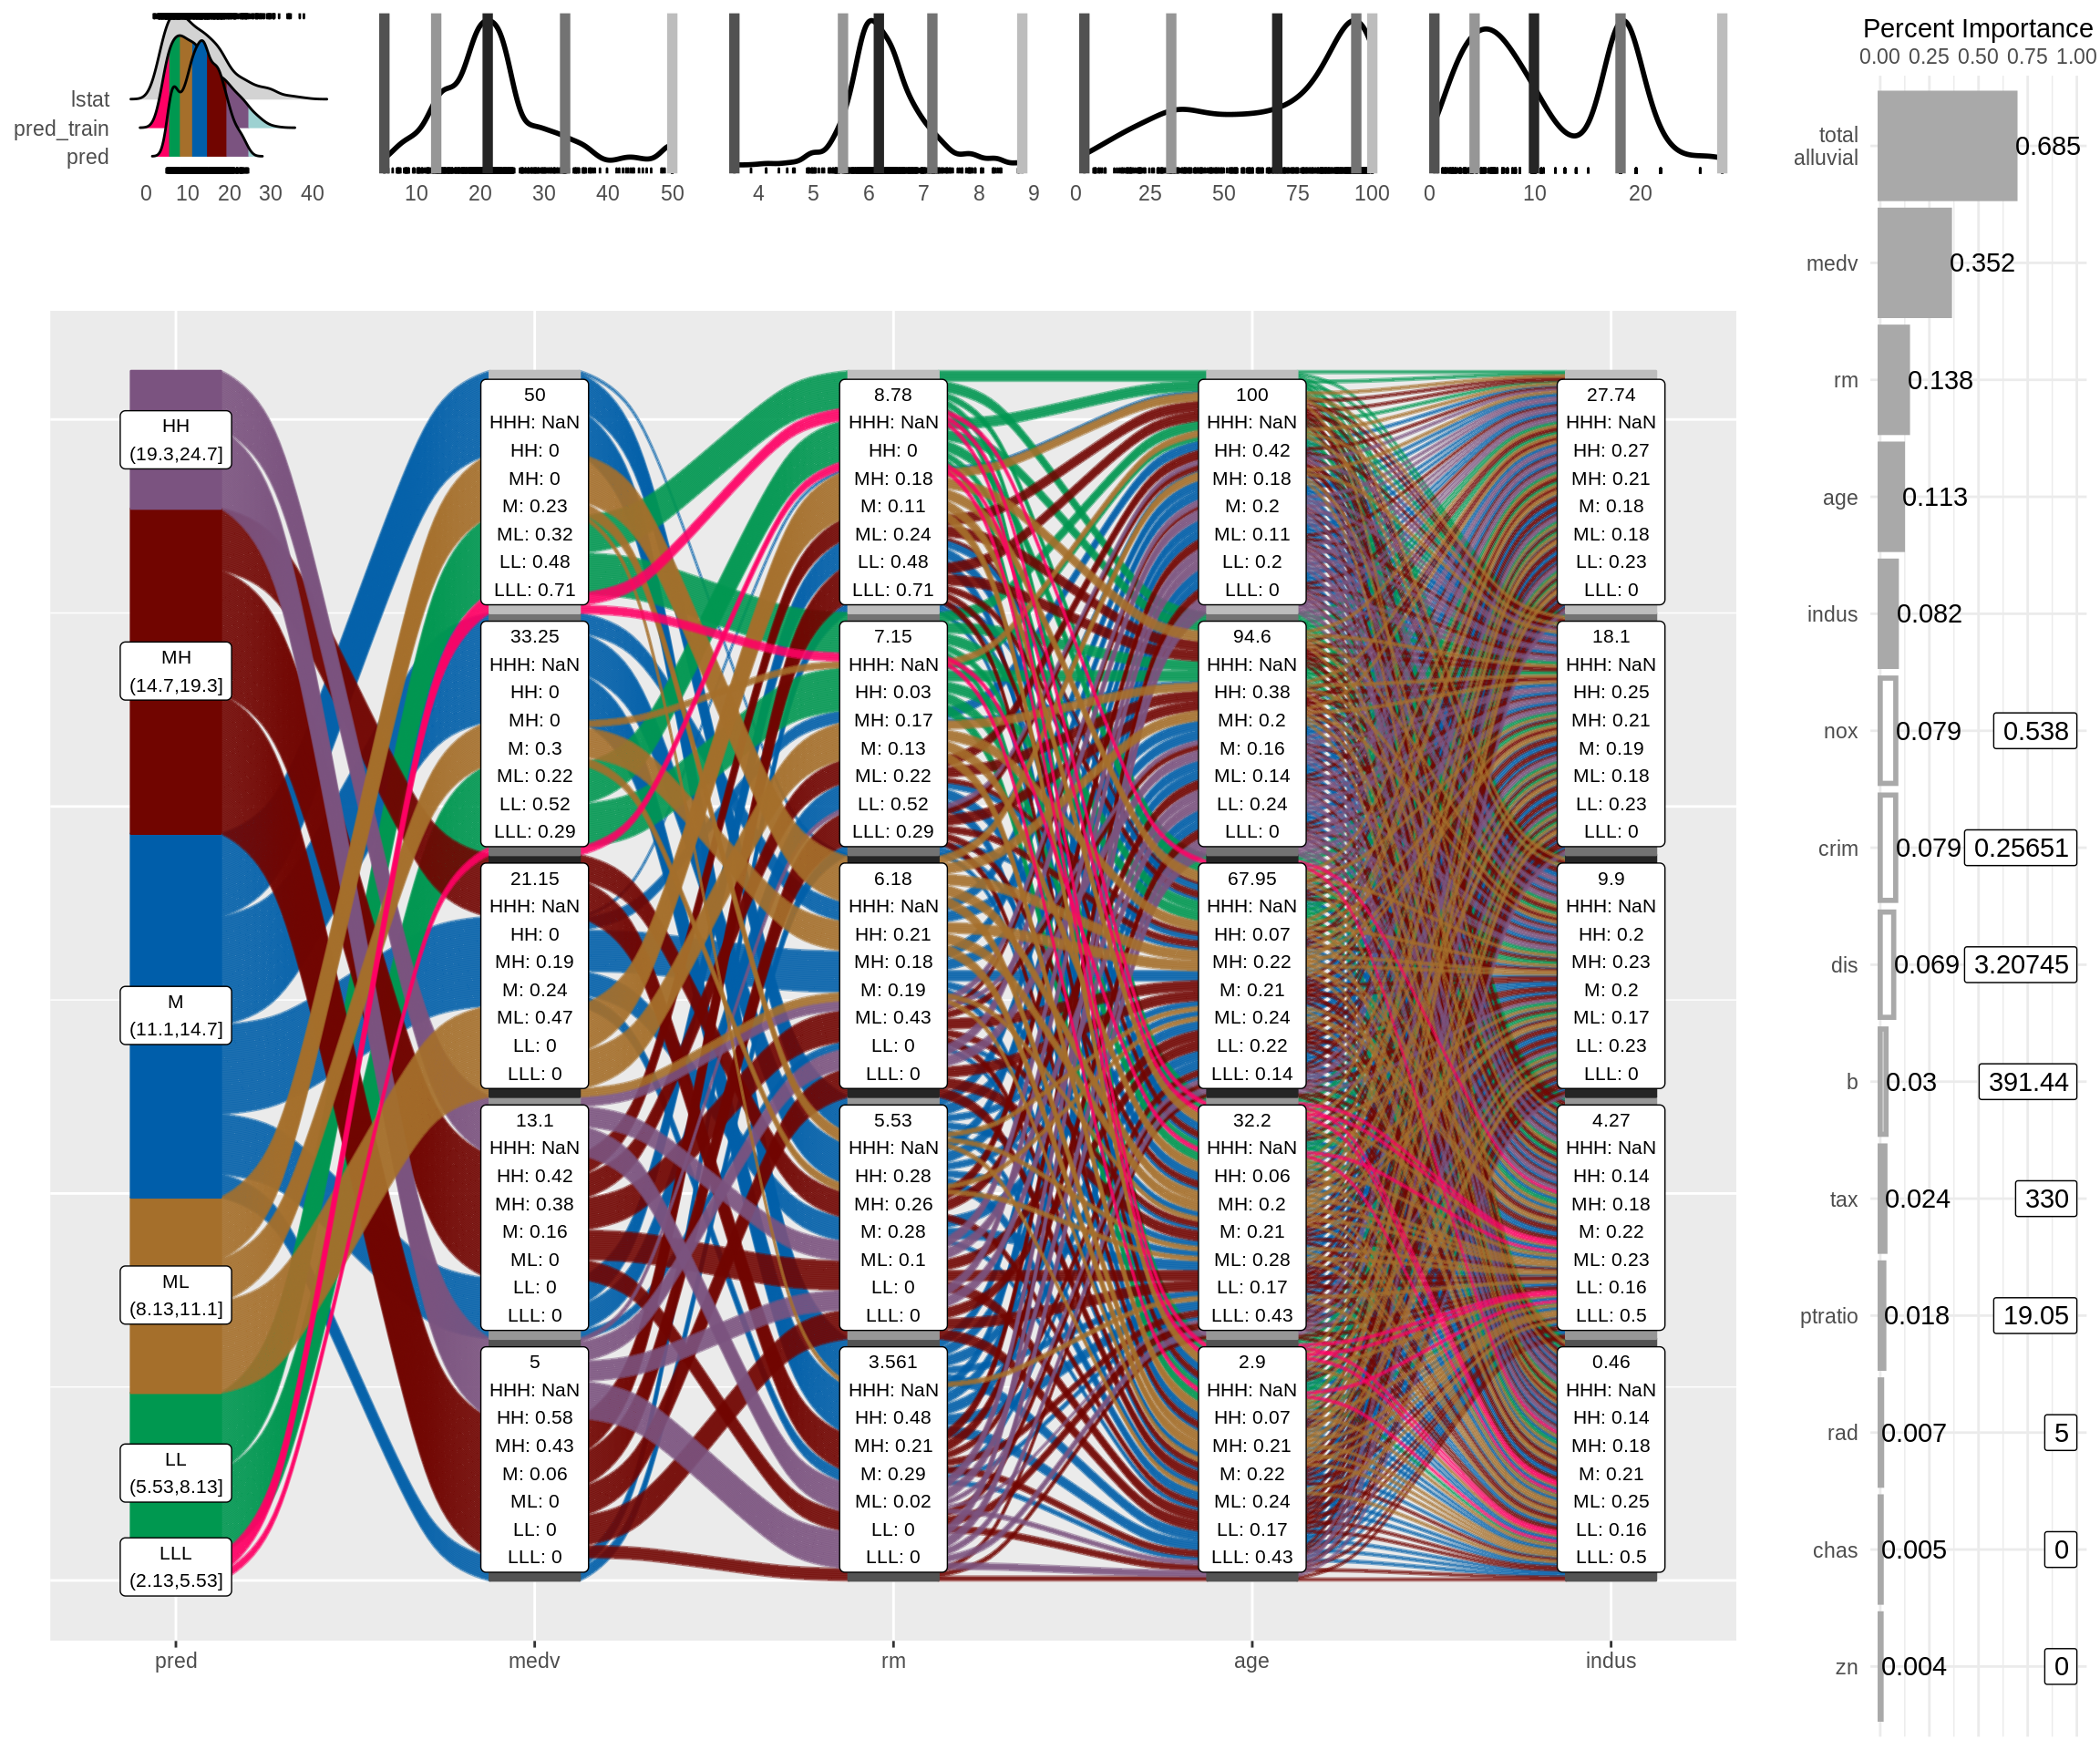 lstat
pred_train
pred
0 10 20 30 40
10 20 30 40 50
4 5 6 7 8 9
0 25 50 75 100
0 10 20
HH
(19.3,24.7]
MH
(14.7,19.3]
M
(11.1,14.7]
ML
(8.13,11.1]
LL
(5.53,8.13]
LLL
(2.13,5.53]
50
HHH: NaN
HH: 0
MH: 0
M: 0.23
ML: 0.32
LL: 0.48
LLL: 0.71
33.25
HHH: NaN
HH: 0
MH: 0
M: 0.3
ML: 0.22
LL: 0.52
LLL: 0.29
21.15
HHH: NaN
HH: 0
MH: 0.19
M: 0.24
ML: 0.47
LL: 0
LLL: 0
13.1
HHH: NaN
HH: 0.42
MH: 0.38
M: 0.16
ML: 0
LL: 0
LLL: 0
5
HHH: NaN
HH: 0.58
MH: 0.43
M: 0.06
ML: 0
LL: 0
LLL: 0
8.78
HHH: NaN
HH: 0
MH: 0.18
M: 0.11
ML: 0.24
LL: 0.48
LLL: 0.71
7.15
HHH: NaN
HH: 0.03
MH: 0.17
M: 0.13
ML: 0.22
LL: 0.52
LLL: 0.29
6.18
HHH: NaN
HH: 0.21
MH: 0.18
M: 0.19
ML: 0.43
LL: 0
LLL: 0
5.53
HHH: NaN
HH: 0.28
MH: 0.26
M: 0.28
ML: 0.1
LL: 0
LLL: 0
3.561
HHH: NaN
HH: 0.48
MH: 0.21
M: 0.29
ML: 0.02
LL: 0
LLL: 0
100
HHH: NaN
HH: 0.42
MH: 0.18
M: 0.2
ML: 0.11
LL: 0.2
LLL: 0
94.6
HHH: NaN
HH: 0.38
MH: 0.2
M: 0.16
ML: 0.14
LL: 0.24
LLL: 0
67.95
HHH: NaN
HH: 0.07
MH: 0.22
M: 0.21
ML: 0.24
LL: 0.22
LLL: 0.14
32.2
HHH: NaN
HH: 0.06
MH: 0.2
M: 0.21
ML: 0.28
LL: 0.17
LLL: 0.43
2.9
HHH: NaN
HH: 0.07
MH: 0.21
M: 0.22
ML: 0.24
LL: 0.17
LLL: 0.43
27.74
HHH: NaN
HH: 0.27
MH: 0.21
M: 0.18
ML: 0.18
LL: 0.23
LLL: 0
18.1
HHH: NaN
HH: 0.25
MH: 0.21
M: 0.19
ML: 0.18
LL: 0.23
LLL: 0
9.9
HHH: NaN
HH: 0.2
MH: 0.23
M: 0.2
ML: 0.17
LL: 0.23
LLL: 0
4.27
HHH: NaN
HH: 0.14
MH: 0.18
M: 0.22
ML: 0.23
LL: 0.16
LLL: 0.5
0.46
HHH: NaN
HH: 0.14
MH: 0.18
M: 0.21
ML: 0.25
LL: 0.16
LLL: 0.5
pred medv rm age indus
Percent Importance
0.00 0.25 0.50 0.75 1.00
total
alluvial 0.685
medv 0.352
rm 0.138
age 0.113
indus 0.082
nox 0.079 0.538
crim 0.079 0.25651
dis 0.069 3.20745
b 0.03 391.44
tax 0.024 330
ptratio 0.018 19.05
rad 0.007 5
chas 0.005 0
zn 0.004 0